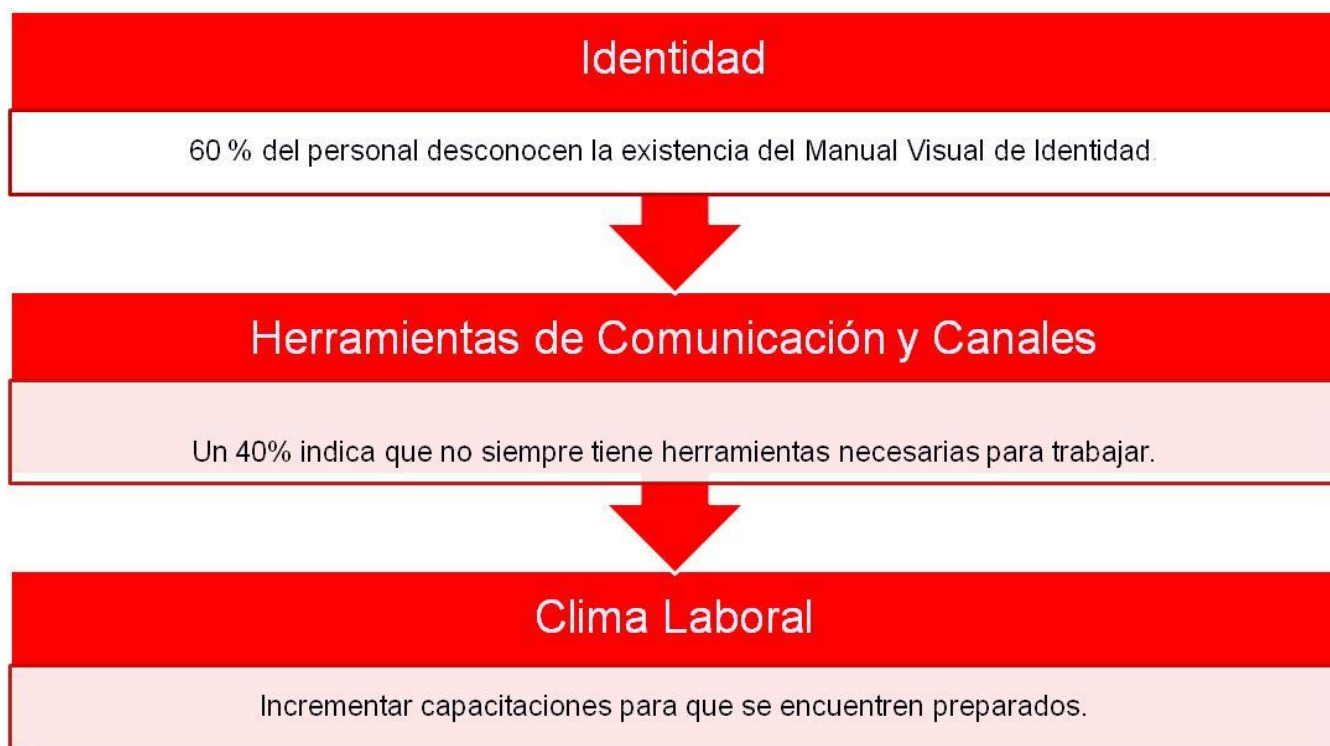 Identidad
60 % del personal desconocen la existencia del Manual Visual de Identidad.
Herramientas de Comunicación y Canales
Un 40% indica que no siempre tiene herramientas necesarias para trabajar.
Clima Laboral
Incrementar capacitaciones para que se encuentren preparados.